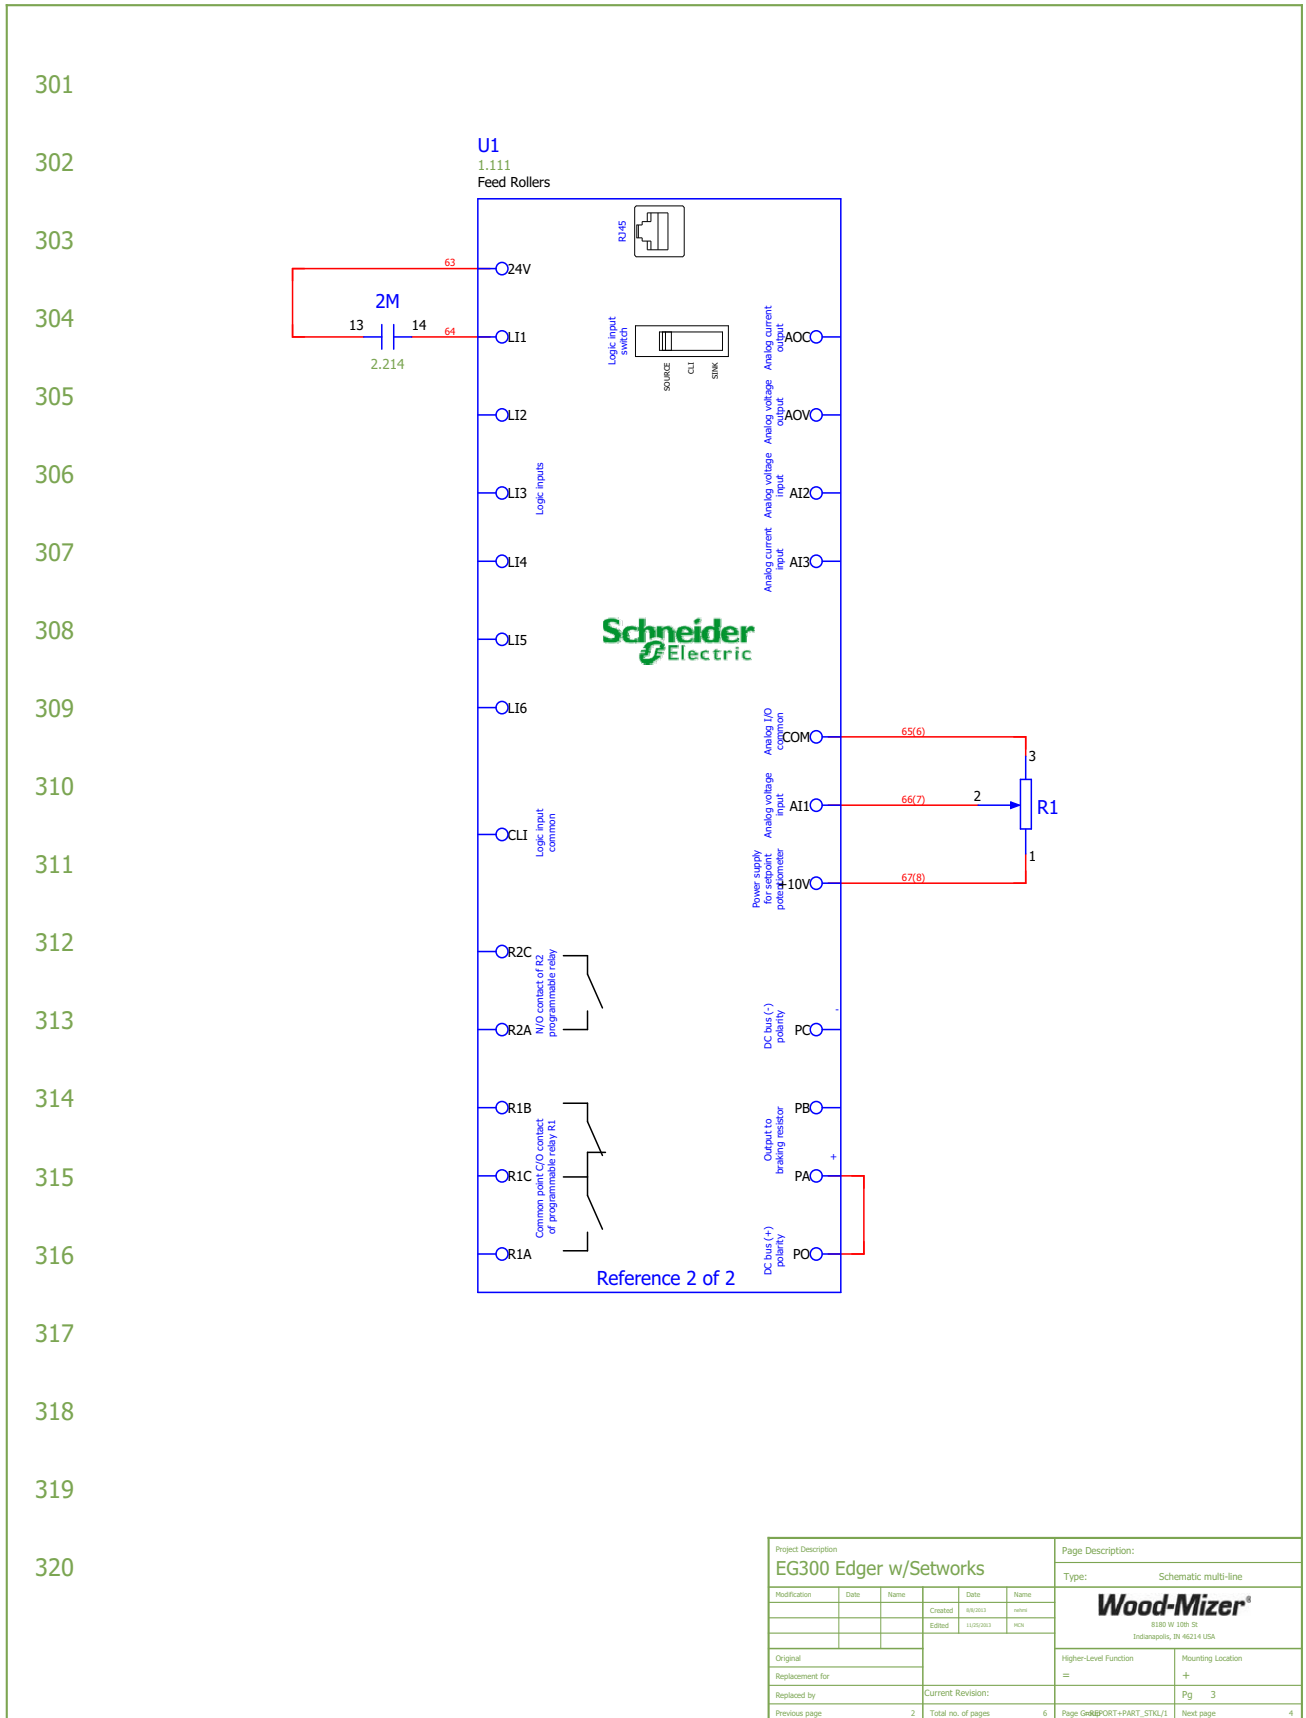 301
302
303
304
305
306
307
308
309
310
311
312
313
314
315
316
317
318
319
320
U1
1.111
Feed Rollers
RJ45
63
24V
2M
13
14
64
2.214
LI1
Logic input
switch
SOURCE
CLI
SINK
Analog current
output
AOC
LI2
Analog voltage
output
AOV
LI3
Logic inputs
Analog voltage
input
AI2
LI4
Analog current
input
AI3
Schneider
Electric
LI5
LI6
Analog I/O
common
COM
65(6)
3
Analog voltage
input
AI1
66(7)
2
R1
CLI
Logic input
common
Power supply
for setpoint
potentiometer
+10V
67(8)
1
R2C
N/O contact of R2
programmable relay
R2A
DC bus (-)
polarity
-
PC
R1B
PB
Common point C/O contact
of programmable relay R1
Output to
braking resistor
+
R1C
PA
R1A
DC bus (+)
polarity
PO
Reference 2 of 2
Project Description
EG300 Edger w/Setworks
Page Description:
Type: Schematic multi-line
Modification Date Name Date Name
Created
Edited 11/25/2013 MCB
Wood-Mizer®
8180 W 10th St
Indianapolis, IN 46214 USA
Original
Replacement for
Replaced by
Higher-Level Function
=
Mounting Location
+
Current Revision:
Pg 3
Previous page 2
Total no. of pages 6
Next page 4